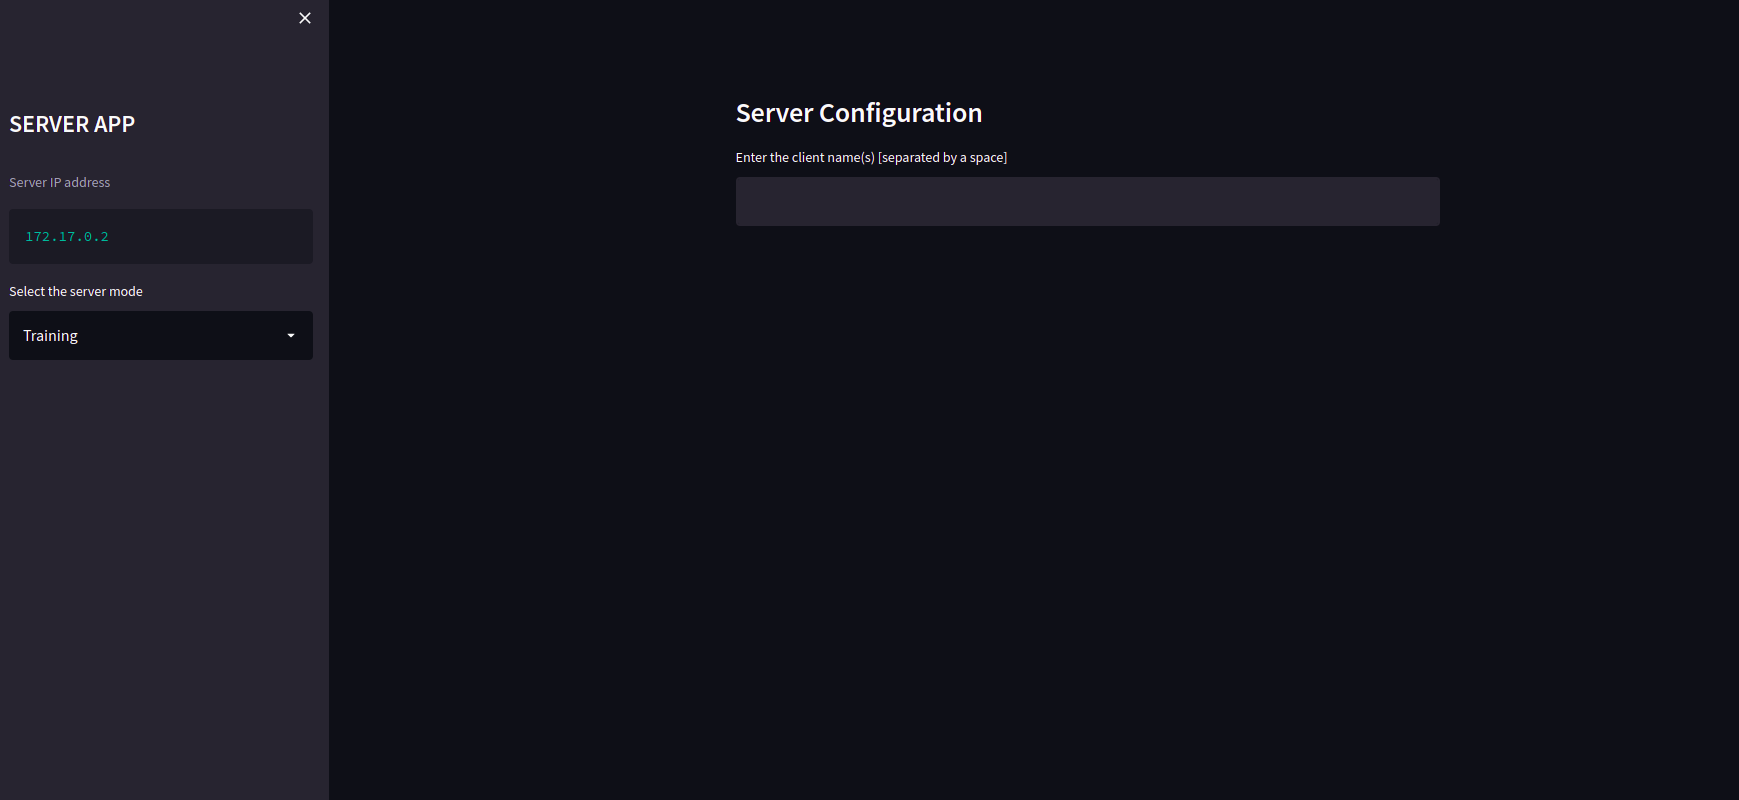 SERVER APP
Server IP address
172.17.0.2
Select the server mode
Training
Server Configuration
Enter the client name(s) [separated by a space]